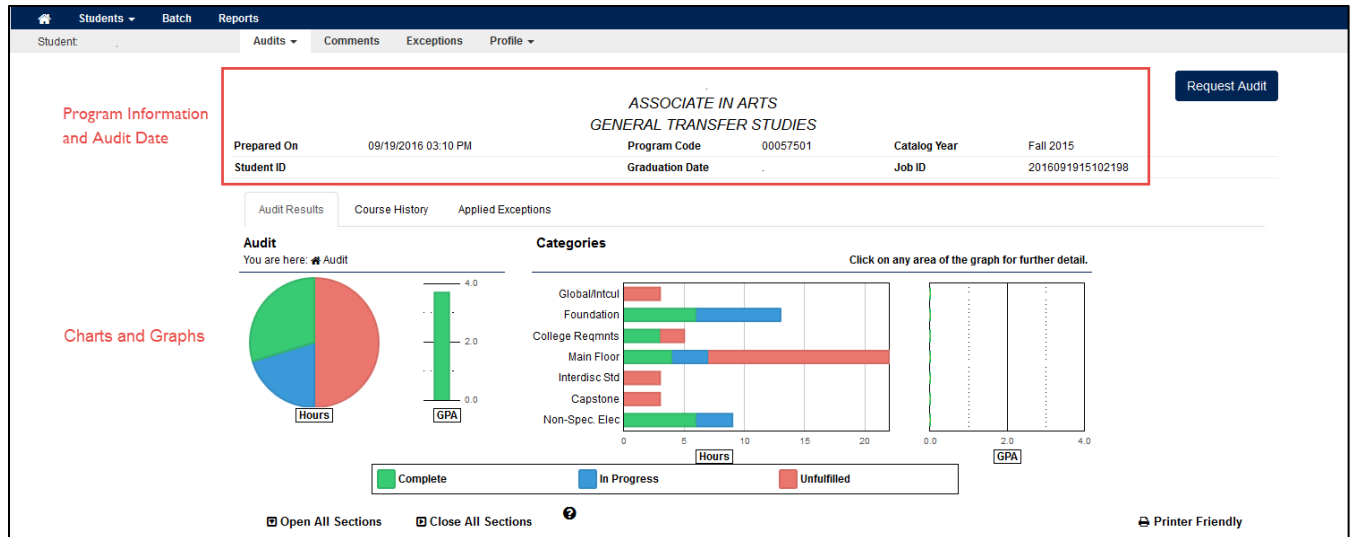 Students Batch Reports
Student: Audits Comments Exceptions Profile
Request Audit
Program Information
and Audit Date
ASSOCIATE IN ARTS
GENERAL TRANSFER STUDIES
Prepared On 09/19/2016 03:10 PM Program Code 00057501 Catalog Year Fall 2015
Student ID Graduation Date Job ID 2016091915102198
Audit Results Course History Applied Exceptions
Audit Categories
You are here: Audit Click on any area of the graph for further detail.
Charts and Graphs
4.0
2.0
0.0
Hours GPA
Global/Intcul
Foundation
College Reqmnts
Main Floor
Interdisc Std
Capstone
Non-Spec. Elec
0 5 10 15 20 0.0 2.0 4.0
Hours GPA
Complete In Progress Unfulfilled
Open All Sections Close All Sections ? Printer Friendly